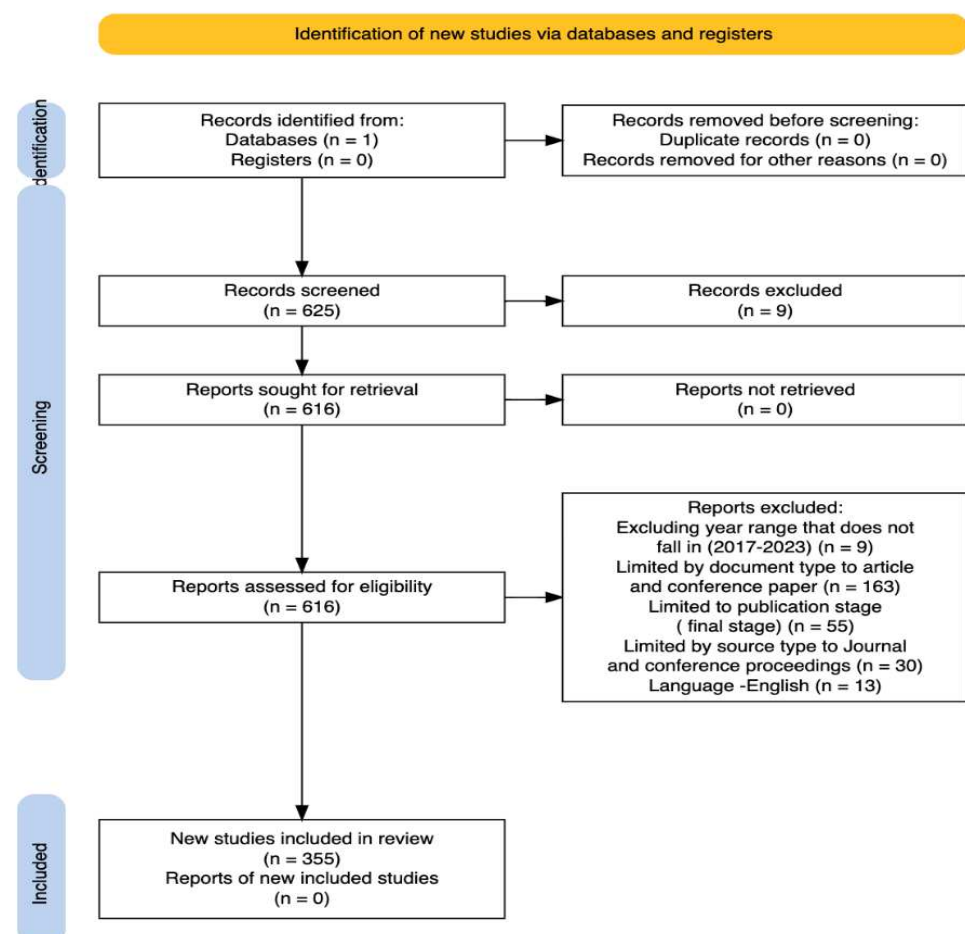 Identification of new studies via databases and registers
Identification
Records identified from:
Databases (n = 1)
Registers (n = 0)
Records removed before screening:
Duplicate records (n = 0)
Records removed for other reasons (n = 0)
Screening
Records screened
(n = 625)
Records excluded
(n = 9)
Reports sought for retrieval
(n = 616)
Reports not retrieved
(n = 0)
Reports assessed for eligibility
(n = 616)
Reports excluded:
Excluding year range that does not
fall in (2017-2023) (n = 9)
Limited by document type to article
and conference paper (n = 163)
Limited to publication stage
( final stage) (n = 55)
Limited by source type to Journal
and conference proceedings (n = 30)
Language -English (n = 13)
Included
New studies included in review
(n = 355)
Reports of new included studies
(n = 0)